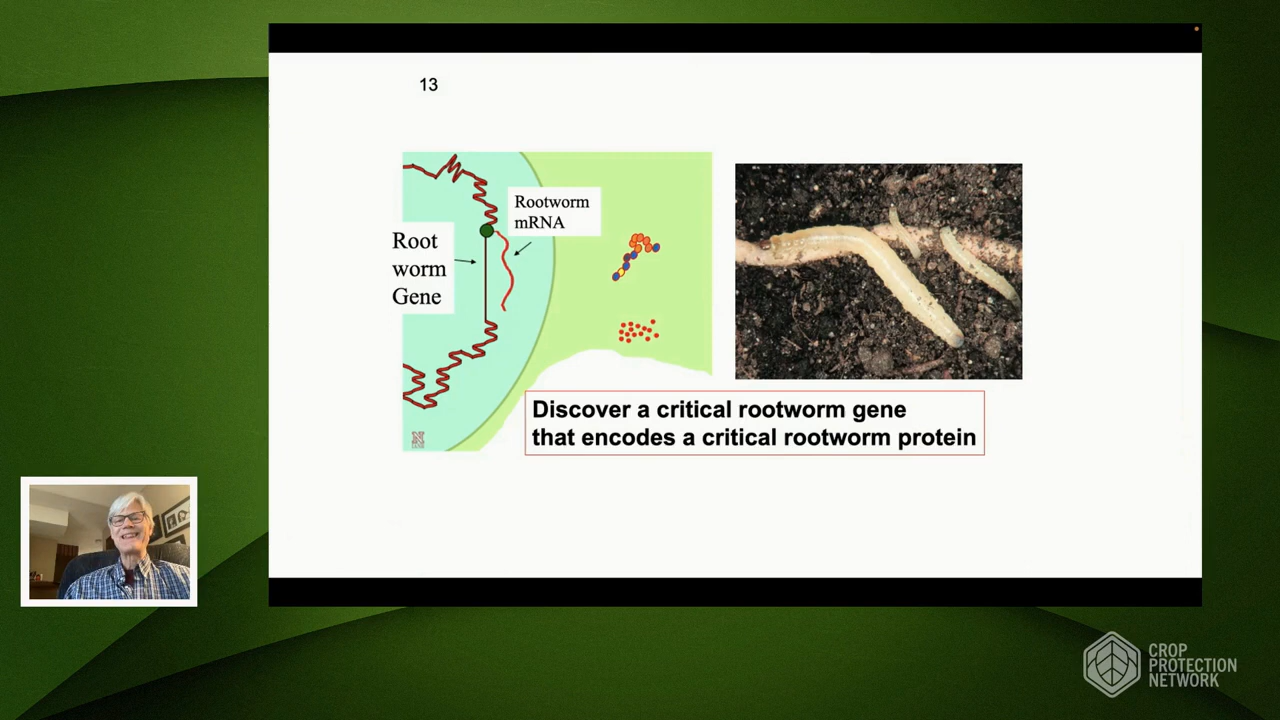 13
Rootworm
mRNA
Root
worm
Gene
N
Discover a critical rootworm gene
that encodes a critical rootworm protein
CROP
PROTECTION
NETWORK